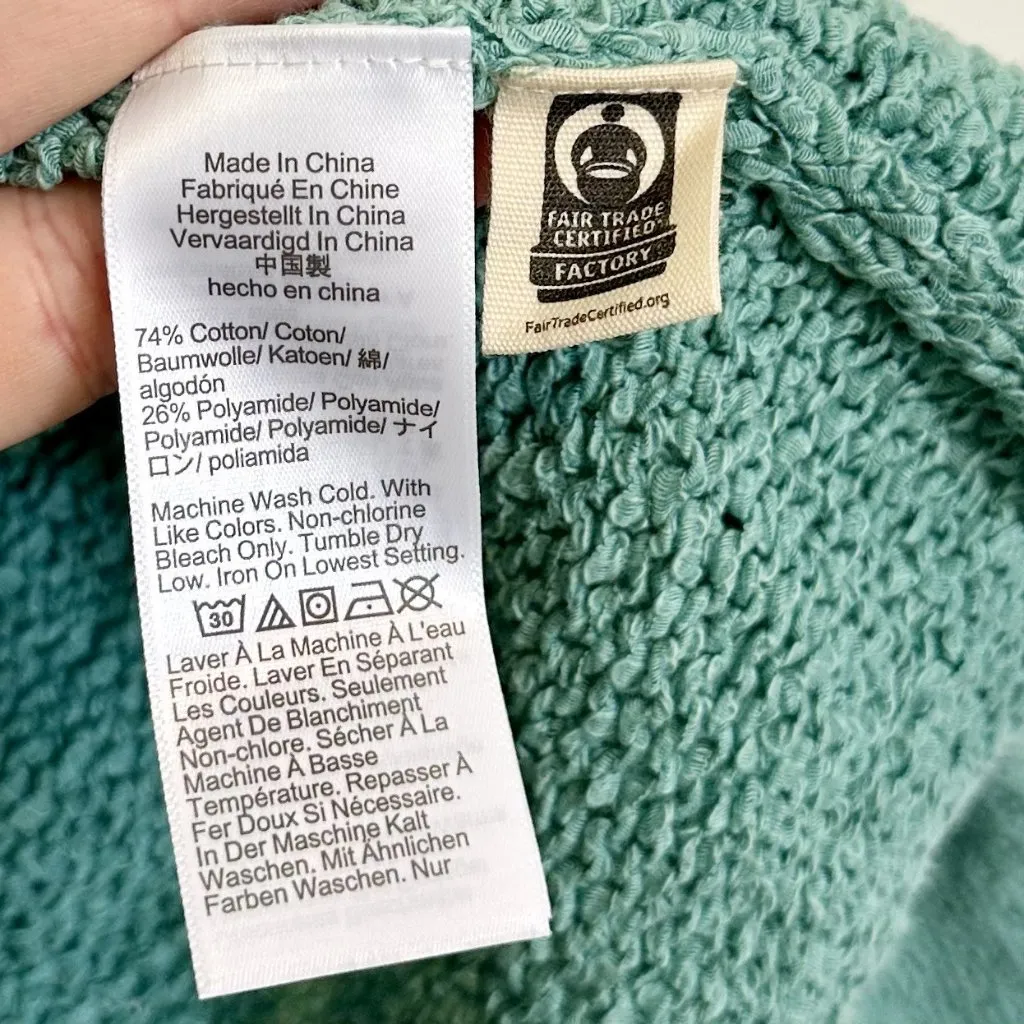 Made In China
Fabriqué En Chine
Hergestellt In China
Vervaardigd In China
中国製
hecho en china
74% Cotton/ Coton/
Baumwolle/ Katoen/ 綿/
algodón
26% Polyamide/ Polyamide/
Polyamide/ Polyamide/ ナイ
ロン/ poliamida
Machine Wash Cold. With
Like Colors. Non-chlorine
Bleach Only. Tumble Dry
Low. Iron On Lowest Setting.
30
Laver À La Machine À L'eau
Froide. Laver En Séparant
Les Couleurs. Seulement
Agent De Blanchiment
Non-chlore. Sécher À La
Machine À Basse
Température. Repasser À
Fer Doux Si Nécessaire.
In Der Maschine Kalt
Waschen. Mit Ähnlichen
Farben Waschen. Nur
FAIR TRADE
CERTIFIED
FACTORY
FairTradeCertified.org